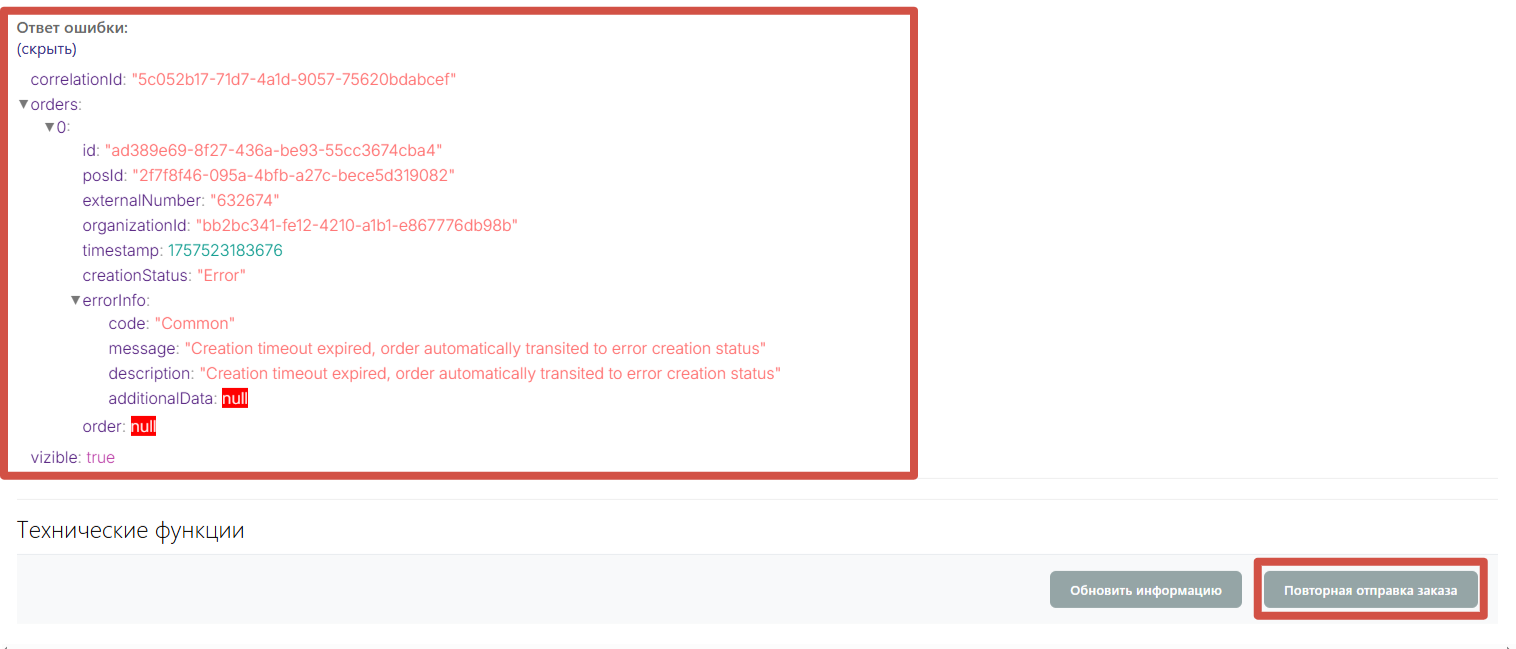 Ответ ошибки:
(скрыть)
correlationId: "5c052b17-71d7-4a1d-9057-75620bdabcef"
▼orders:
▼0:
id: "ad389e69-8f27-436a-be93-55cc3674cba4"
posId: "2f7f8f46-095a-4bfb-a27c-bece5d319082"
externalNumber: "632674"
organizationId: "bb2bc341-fe12-4210-a1b1-e867776db98b"
timestamp: 1757523183676
creationStatus: "Error"
▼errorInfo:
code: "Common"
message: "Creation timeout expired, order automatically transited to error creation status"
description: "Creation timeout expired, order automatically transited to error creation status"
additionalData: null
order: null
vizible: true
Технические функции
Обновить информацию
Повторная отправка заказа